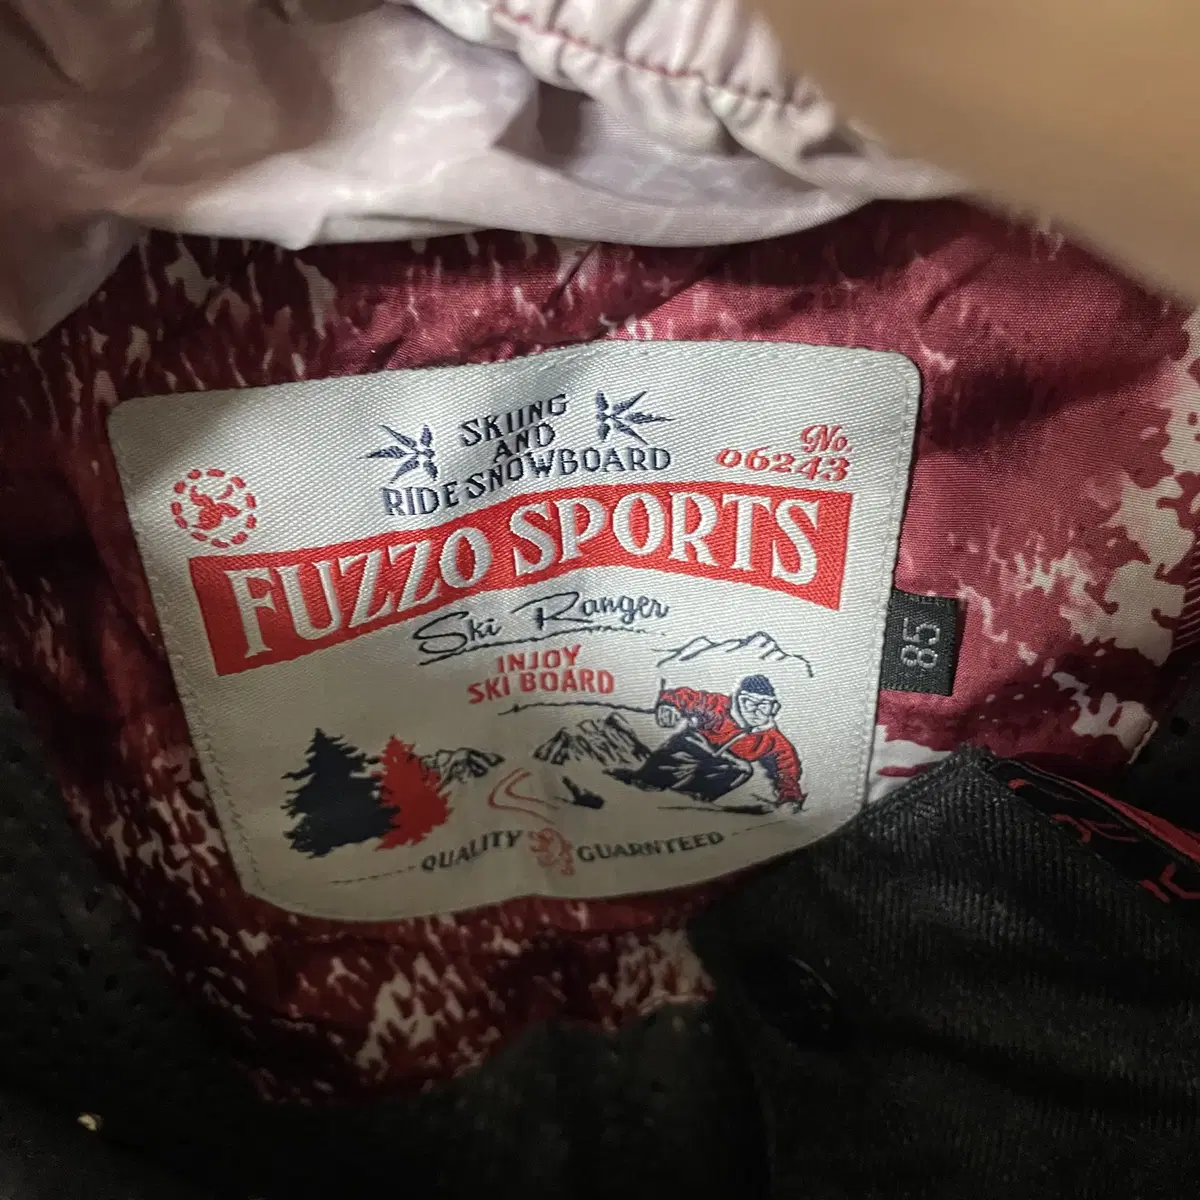 SKIING
AND
RIDE SNOWBOARD
No.
06243
FUZZO SPORTS
Ski Ranger
INJOY
SKI BOARD
QUALITY GUARNTEED
85